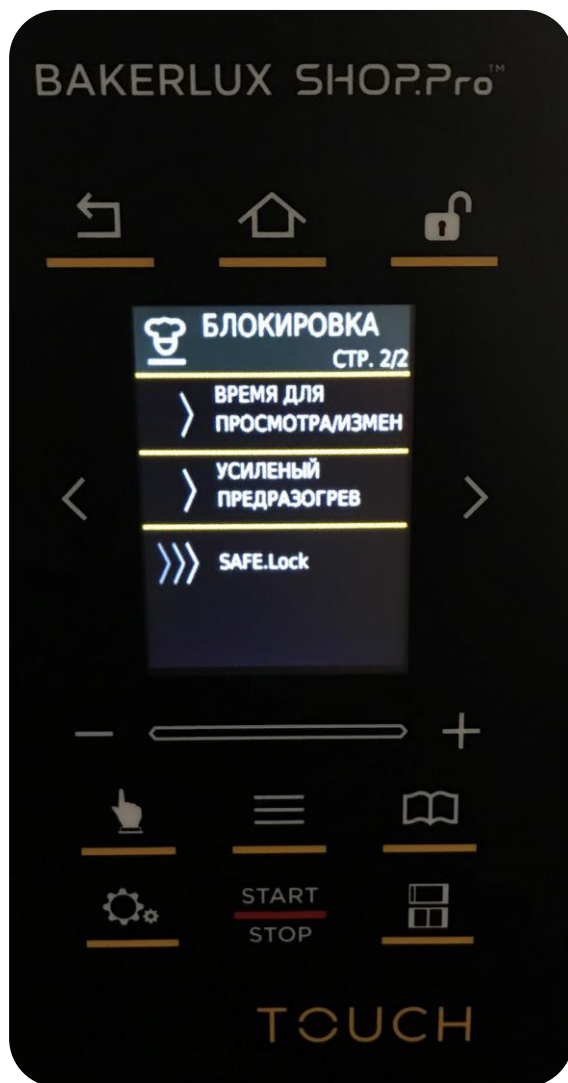 BAKERLUX SHOP.Pro™
БЛОКИРОВКА
СТР. 2/2
ВРЕМЯ ДЛЯ
ПРОСМОТРА/ИЗМЕН
УСИЛЕНЫЙ
ПРЕДРАЗОГРЕВ
SAFE.Lock
START
STOP
TOUCH